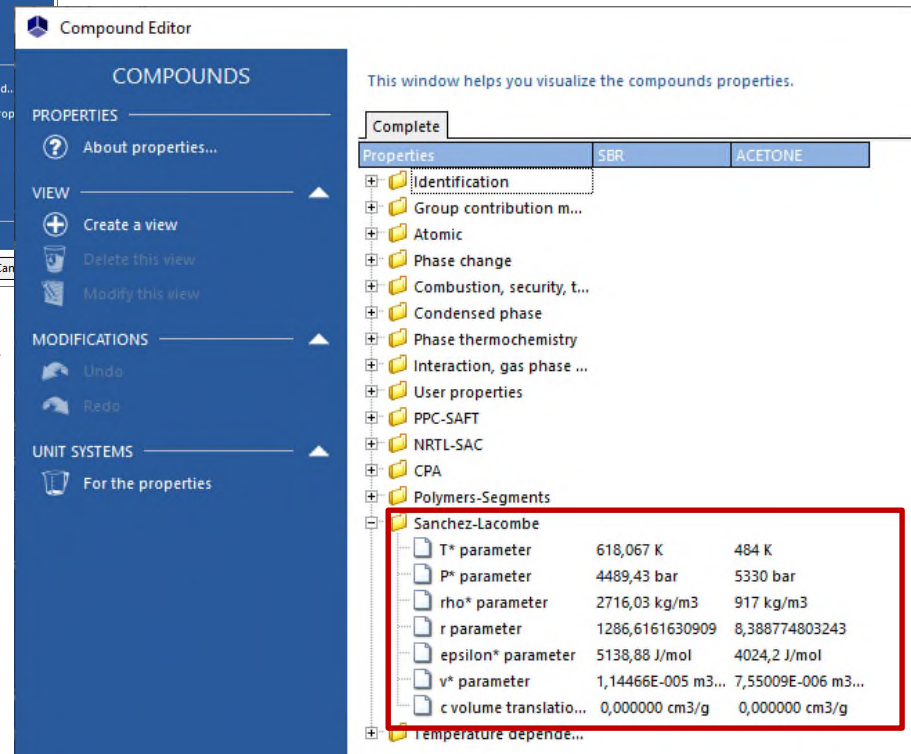 Compound Editor
COMPOUNDS
PROPERTIES
About properties...
VIEW
Create a view
Delete this view
Modify this view
MODIFICATIONS
Undo
Redo
UNIT SYSTEMS
For the properties
This window helps you visualize the compounds properties.
Complete
Properties SBR ACETONE
Identification
Group contribution m...
Atomic
Phase change
Combustion, security, t...
Condensed phase
Phase thermochemistry
Interaction, gas phase ...
User properties
PPC-SAFT
NRTL-SAC
CPA
Polymers-Segments
Sanchez-Lacombe
T* parameter 618,067 K 484 K
P* parameter 4489,43 bar 5330 bar
rho* parameter 2716,03 kg/m3 917 kg/m3
r parameter 1286,6161630909 8,388774803243
epsilon* parameter 5138,88 J/mol 4024,2 J/mol
v* parameter 1,14466E-005 m3... 7,55009E-006 m3...
c volume translatio... 0,000000 cm3/g 0,000000 cm3/g
Temperature depende...